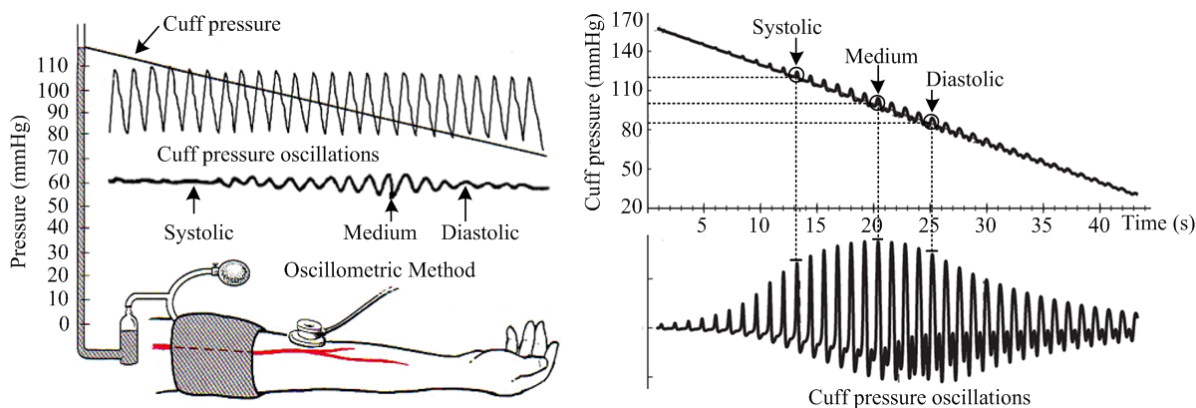 Cuff pressure
Pressure (mmHg)
110
100
90
80
70
60
50
40
30
20
10
0
Cuff pressure oscillations
Systolic
Medium
Diastolic
Oscillometric Method
Cuff pressure (mmHg)
170
140
110
80
50
20
Systolic
Medium
Diastolic
5
10
15
20
25
30
35
40
Time (s)
Cuff pressure oscillations